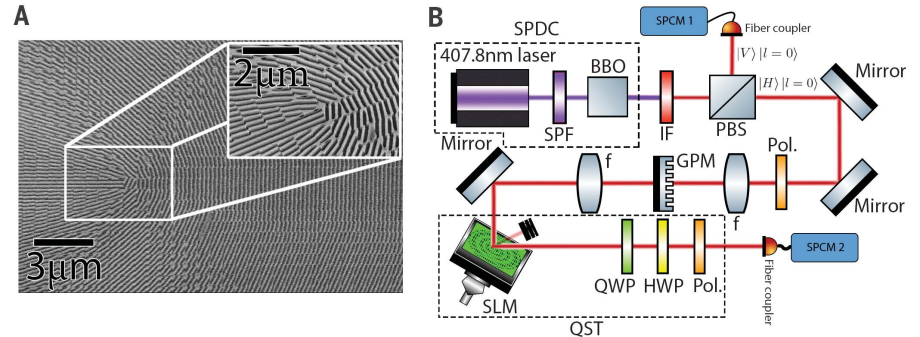 A
2μm
3μm
B
SPCM 1
Fiber coupler
SPDC
407.8nm laser
BBO
|V⟩ |l = 0⟩
|H⟩ |l = 0⟩
Mirror
SPF
IF
PBS
Mirror
f
GPM
Pol.
f
Mirror
SPCM 2
Fiber coupler
SLM
QWP
HWP
Pol.
QST